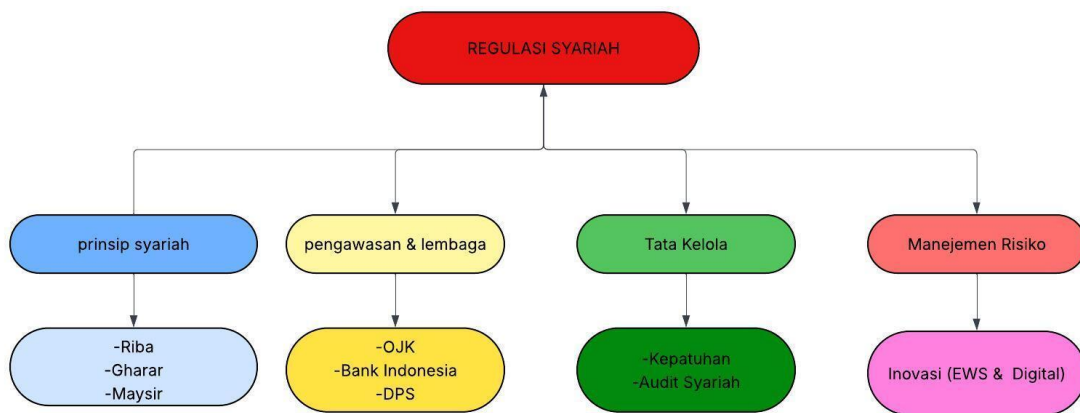 REGULASI SYARIAH
prinsip syariah
pengawasan & lembaga
Tata Kelola
Manejemen Risiko
-Riba
-Gharar
-Maysir
-OJK
-Bank Indonesia
-DPS
-Kepatuhan
-Audit Syariah
Inovasi (EWS & Digital)